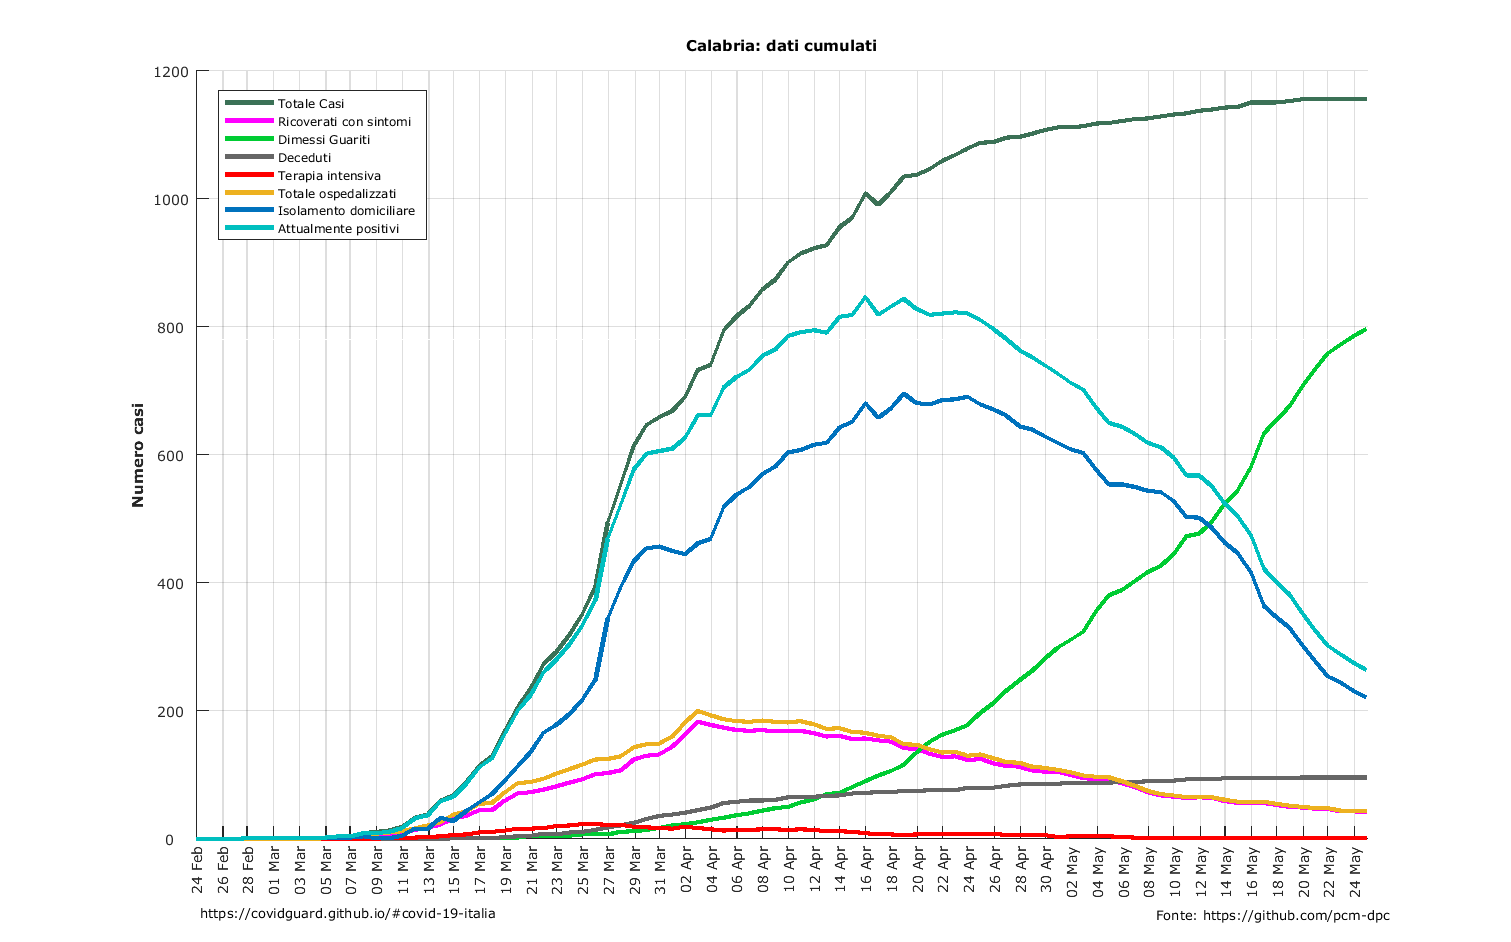 Calabria: dati cumulati
1200
1000
800
600
400
200
0
Numero casi
Totale Casi
Ricoverati con sintomi
Dimessi Guariti
Deceduti
Terapia intensiva
Totale ospedalizzati
Isolamento domiciliare
Attualmente positivi
24 Feb
26 Feb
28 Feb
01 Mar
03 Mar
05 Mar
07 Mar
09 Mar
11 Mar
13 Mar
15 Mar
17 Mar
19 Mar
21 Mar
23 Mar
25 Mar
27 Mar
29 Mar
31 Mar
02 Apr
04 Apr
06 Apr
08 Apr
10 Apr
12 Apr
14 Apr
16 Apr
18 Apr
20 Apr
22 Apr
24 Apr
26 Apr
28 Apr
30 Apr
02 May
04 May
06 May
08 May
10 May
12 May
14 May
16 May
18 May
20 May
22 May
24 May
https://covidguard.github.io/#covid-19-italia
Fonte: https://github.com/pcm-dpc